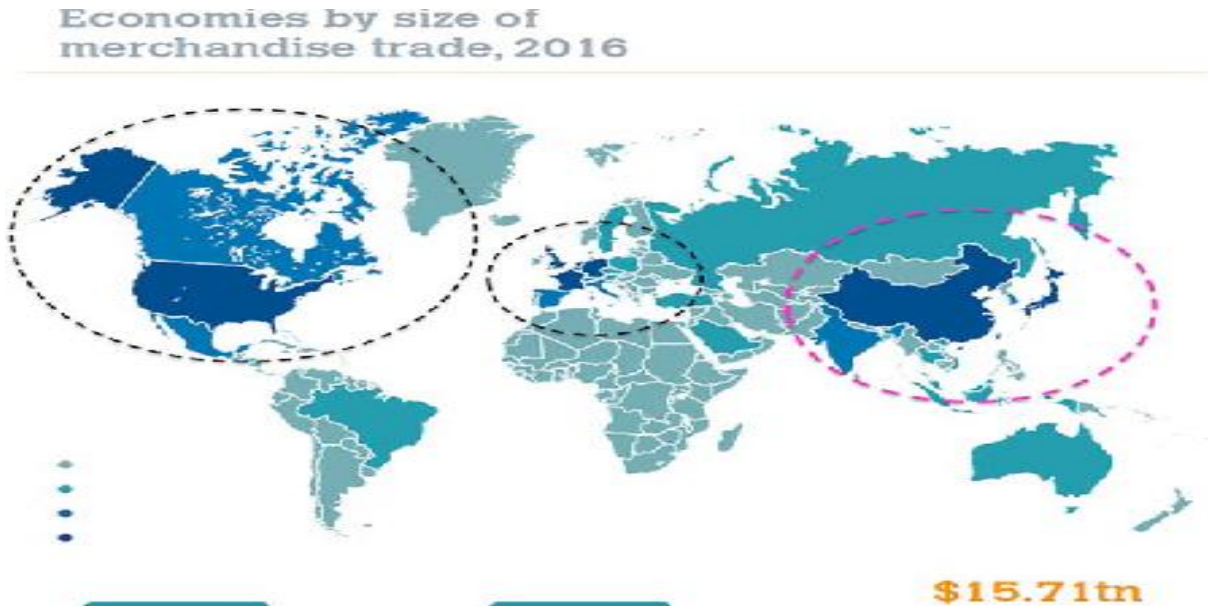 Economies by size of
merchandise trade, 2016
$15.71tn